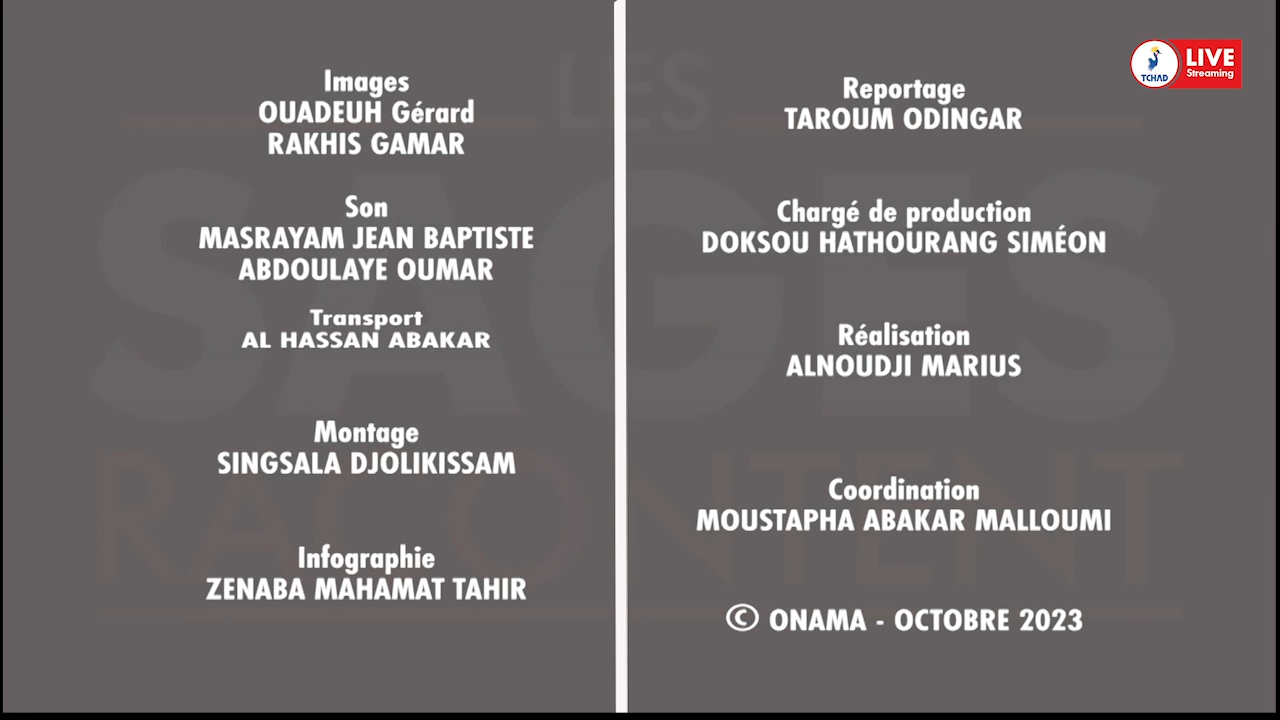 LES
SAGES
RACONTENT
Images
OUADEUH Gérard
RAKHIS GAMAR
Son
MASRAYAM JEAN BAPTISTE
ABDOULAYE OUMAR
Transport
AL HASSAN ABAKAR
Montage
SINGSALA DJOLIKISSAM
Infographie
ZENABA MAHAMAT TAHIR
Reportage
TAROUM ODINGAR
Chargé de production
DOKSOU HATHOURANG SIMÉON
Réalisation
ALNOUDJI MARIUS
Coordination
MOUSTAPHA ABAKAR MALLOUMI
© ONAMA - OCTOBRE 2023
TCHAD
LIVE
Streaming